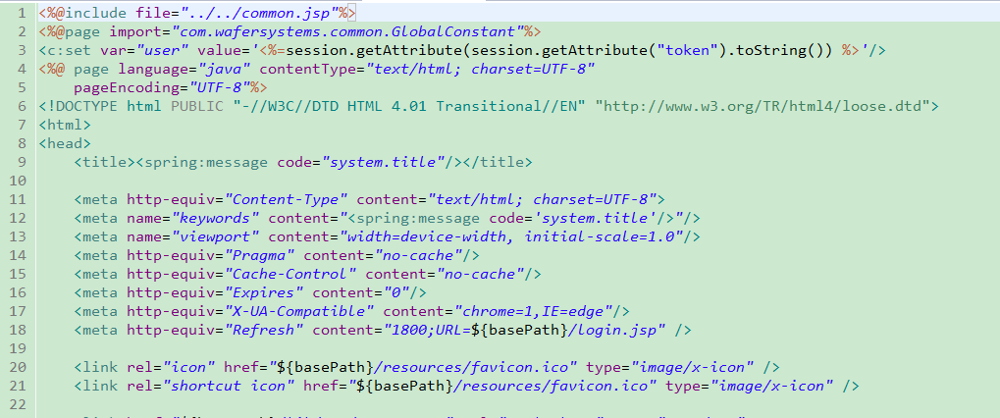 1 <%@include file="../../common.jsp"%>
2 <%@page import="com.wafersystems.common.GlobalConstant"%>
3 <c:set var="user" value='<%=session.getAttribute(session.getAttribute("token").toString()) %>'/>
4 <%@ page language="java" contentType="text/html; charset=UTF-8"
5 pageEncoding="UTF-8"%>
6 <!DOCTYPE html PUBLIC "-//W3C//DTD HTML 4.01 Transitional//EN" "http://www.w3.org/TR/html4/loose.dtd">
7 <html>
8 <head>
9 <title><spring:message code="system.title"/></title>
10
11 <meta http-equiv="Content-Type" content="text/html; charset=UTF-8">
12 <meta name="keywords" content="<spring:message code='system.title'/>"/>
13 <meta name="viewport" content="width=device-width, initial-scale=1.0"/>
14 <meta http-equiv="Pragma" content="no-cache"/>
15 <meta http-equiv="Cache-Control" content="no-cache"/>
16 <meta http-equiv="Expires" content="0"/>
17 <meta http-equiv="X-UA-Compatible" content="chrome=1,IE=edge"/>
18 <meta http-equiv="Refresh" content="1800;URL=${basePath}/login.jsp" />
19
20 <link rel="icon" href="${basePath}/resources/favicon.ico" type="image/x-icon" />
21 <link rel="shortcut icon" href="${basePath}/resources/favicon.ico" type="image/x-icon" />
22